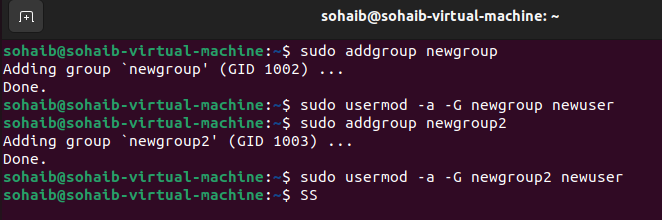 sohaib@sohaib-virtual-machine: ~
sohaib@sohaib-virtual-machine:~$ sudo addgroup newgroup
Adding group `newgroup' (GID 1002) ...
Done.
sohaib@sohaib-virtual-machine:~$ sudo usermod -a -G newgroup newuser
sohaib@sohaib-virtual-machine:~$ sudo addgroup newgroup2
Adding group `newgroup2' (GID 1003) ...
Done.
sohaib@sohaib-virtual-machine:~$ sudo usermod -a -G newgroup2 newuser
sohaib@sohaib-virtual-machine:~$ SS